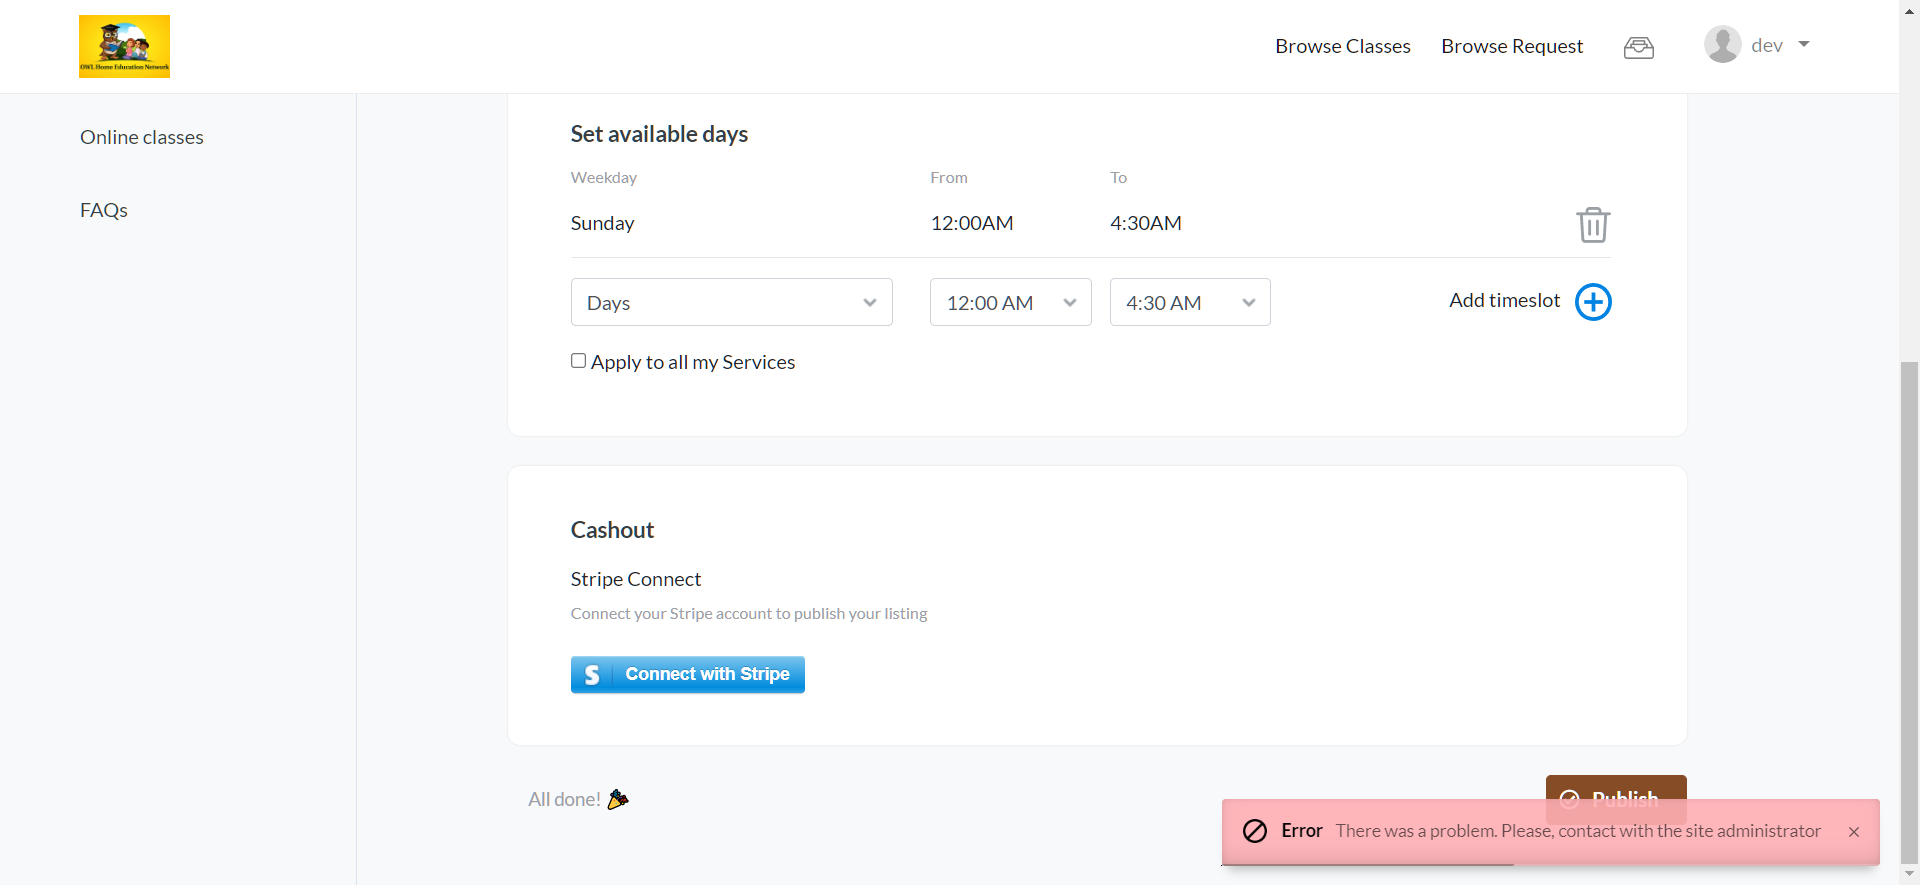 OWL Home Education Network
Browse Classes
Browse Request
dev
Online classes
FAQs
Set available days
Weekday From To
Sunday 12:00AM 4:30AM
Days 12:00 AM 4:30 AM Add timeslot
Apply to all my Services
Cashout
Stripe Connect
Connect your Stripe account to publish your listing
S Connect with Stripe
All done!
Publish
Error There was a problem. Please, contact with the site administrator